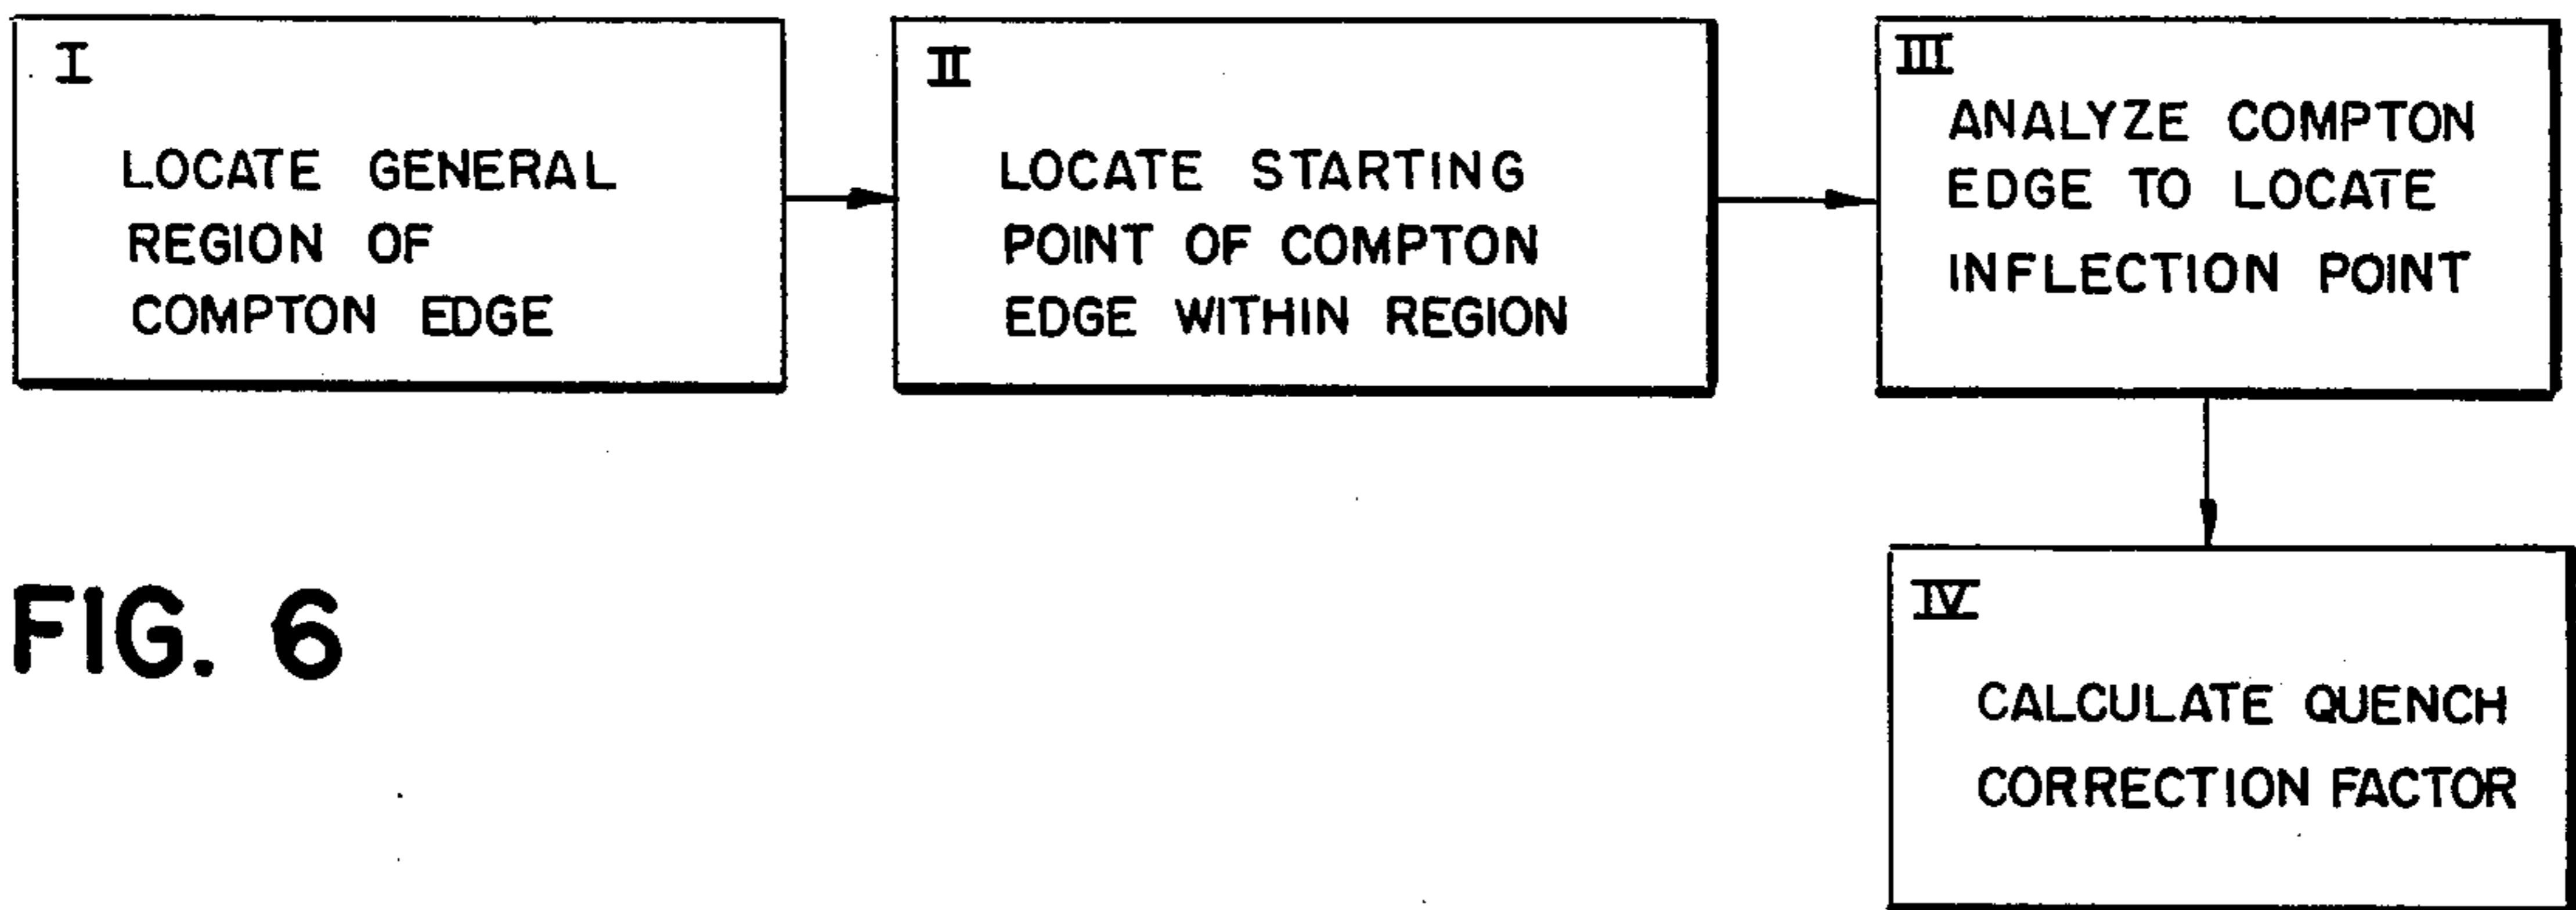 I
LOCATE GENERAL
REGION OF
COMPTON EDGE
II
LOCATE STARTING
POINT OF COMPTON
EDGE WITHIN REGION
III
ANALYZE COMPTON
EDGE TO LOCATE
INFLECTION POINT
IV
CALCULATE QUENCH
CORRECTION FACTOR
FIG. 6